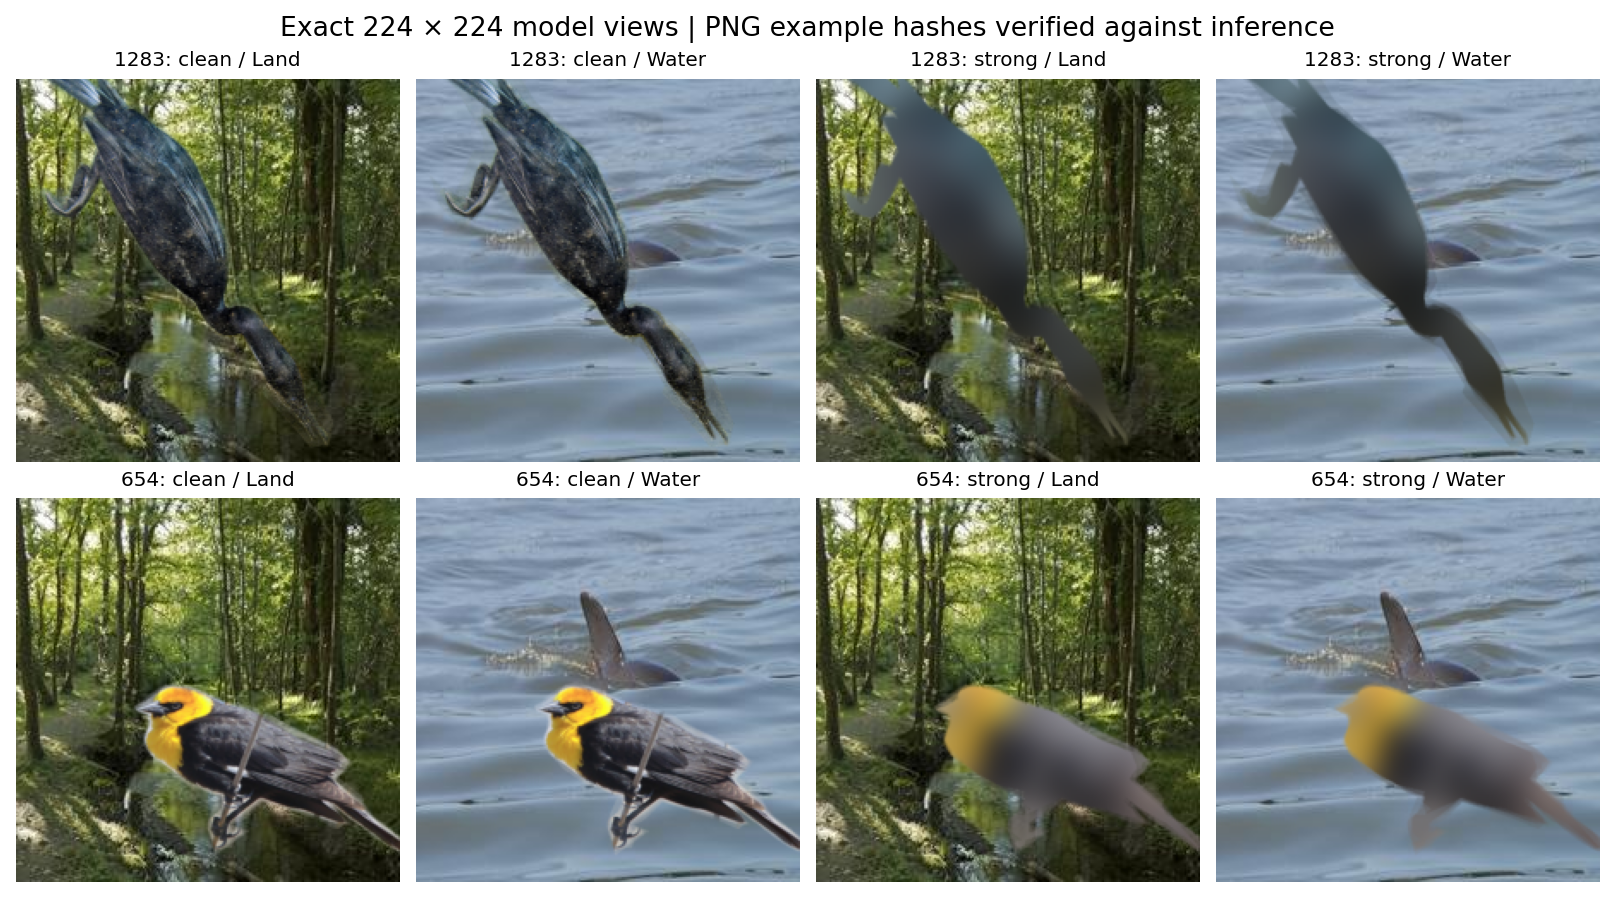 Exact 224 × 224 model views | PNG example hashes verified against inference
1283: clean / Land
1283: clean / Water
1283: strong / Land
1283: strong / Water
654: clean / Land
654: clean / Water
654: strong / Land
654: strong / Water